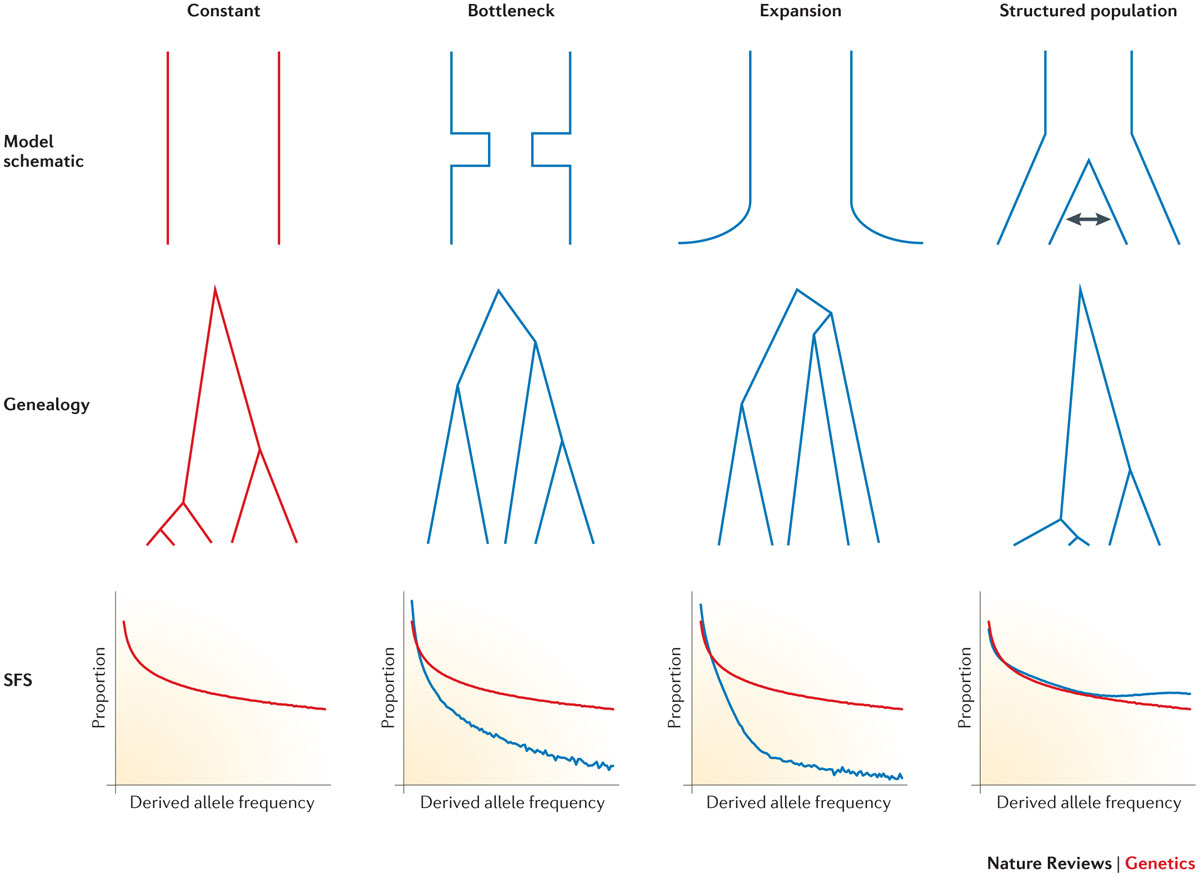 Constant
Bottleneck
Expansion
Structured population
Model
schematic
Genealogy
SFS
Proportion
Derived allele frequency
Proportion
Derived allele frequency
Proportion
Derived allele frequency
Proportion
Derived allele frequency
Nature Reviews | Genetics